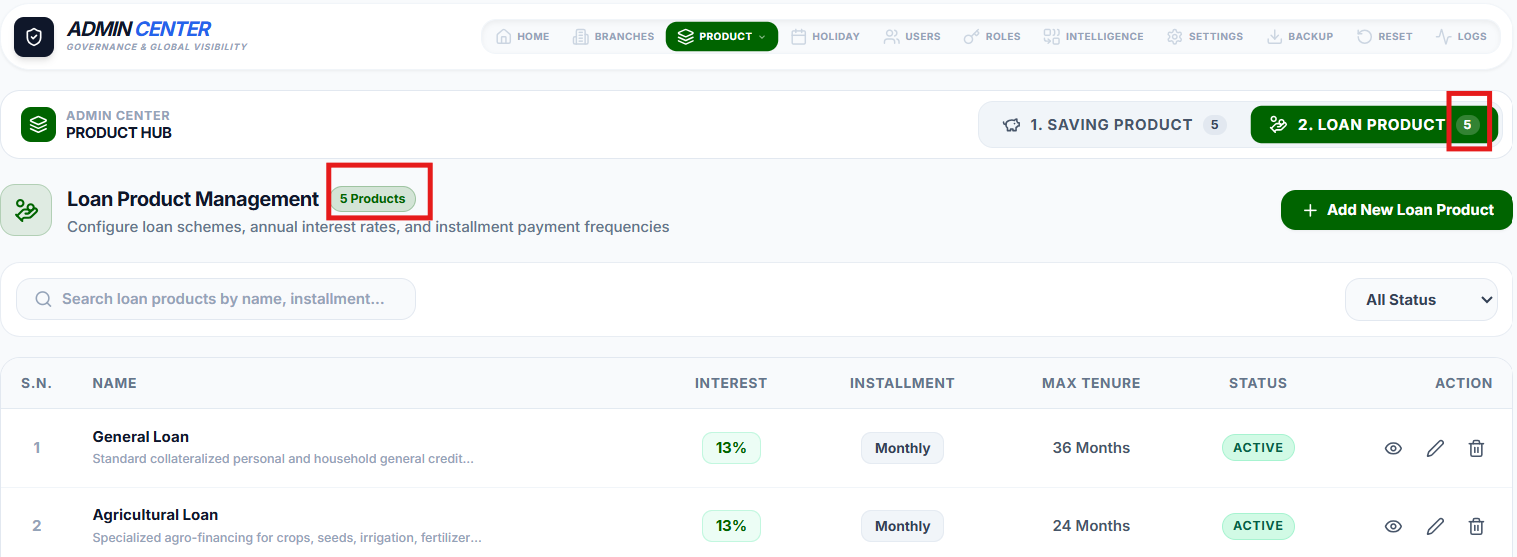 ADMIN CENTER
GOVERNANCE & GLOBAL VISIBILITY
HOME BRANCHES PRODUCT HOLIDAY USERS ROLES INTELLIGENCE SETTINGS BACKUP RESET LOGS
ADMIN CENTER
PRODUCT HUB
1. SAVING PRODUCT 5 2. LOAN PRODUCT 5
Loan Product Management 5 Products
Configure loan schemes, annual interest rates, and installment payment frequencies
+ Add New Loan Product
Search loan products by name, installment...
All Status
S.N. NAME INTEREST INSTALLMENT MAX TENURE STATUS ACTION
1 General Loan 13% Monthly 36 Months ACTIVE
Standard collateralized personal and household general credit...
2 Agricultural Loan 13% Monthly 24 Months ACTIVE
Specialized agro-financing for crops, seeds, irrigation, fertilizer...